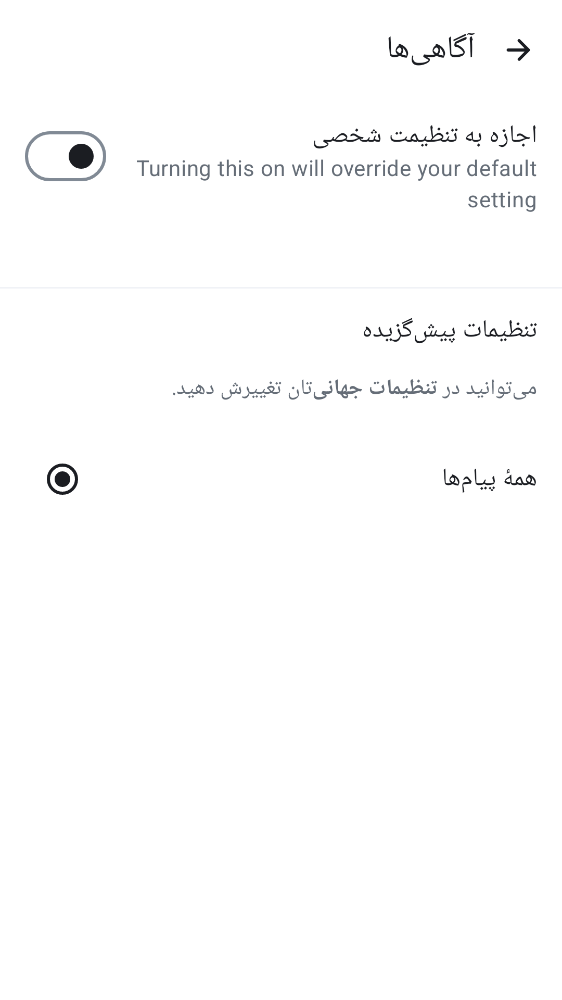 آگاهی‌ها
اجازه به تنظیمت شخصی
Turning this on will override your default
setting
تنظیمات پیش‌گزیده
می‌توانید در تنظیمات جهانی‌تان تغییرش دهید.
همهٔ پیام‌ها